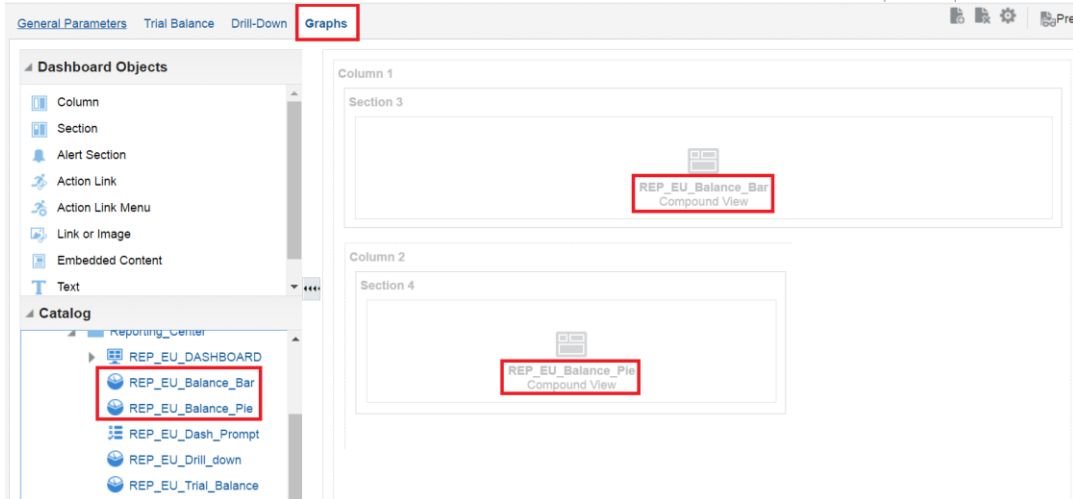 General Parameters Trial Balance Drill-Down Graphs
Dashboard Objects
Column
Section
Alert Section
Action Link
Action Link Menu
Link or Image
Embedded Content
Text
Catalog
Reporting_Center
REP_EU_DASHBOARD
REP_EU_Balance_Bar
REP_EU_Balance_Pie
REP_EU_Dash_Prompt
REP_EU_Drill_down
REP_EU_Trial_Balance
Pre
Column 1
Section 3
REP_EU_Balance_Bar
Compound View
Column 2
Section 4
REP_EU_Balance_Pie
Compound View